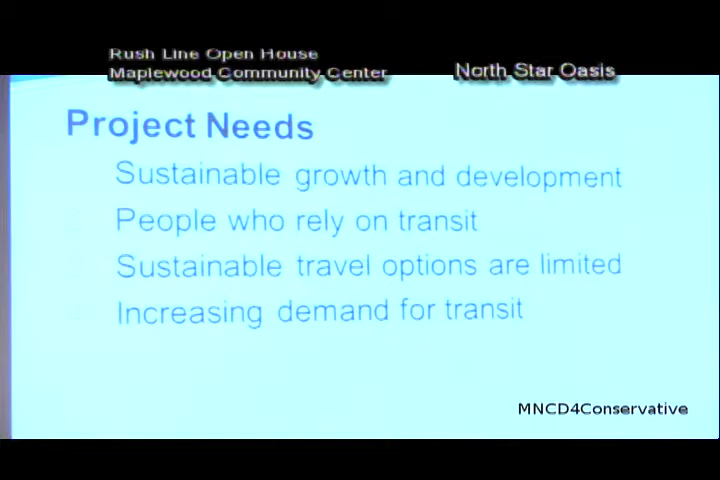 Rush Line Open House
Maplewood Community Center
North Star Oasis
Project Needs
Sustainable growth and development
People who rely on transit
Sustainable travel options are limited
Increasing demand for transit
MNCD4Conservative